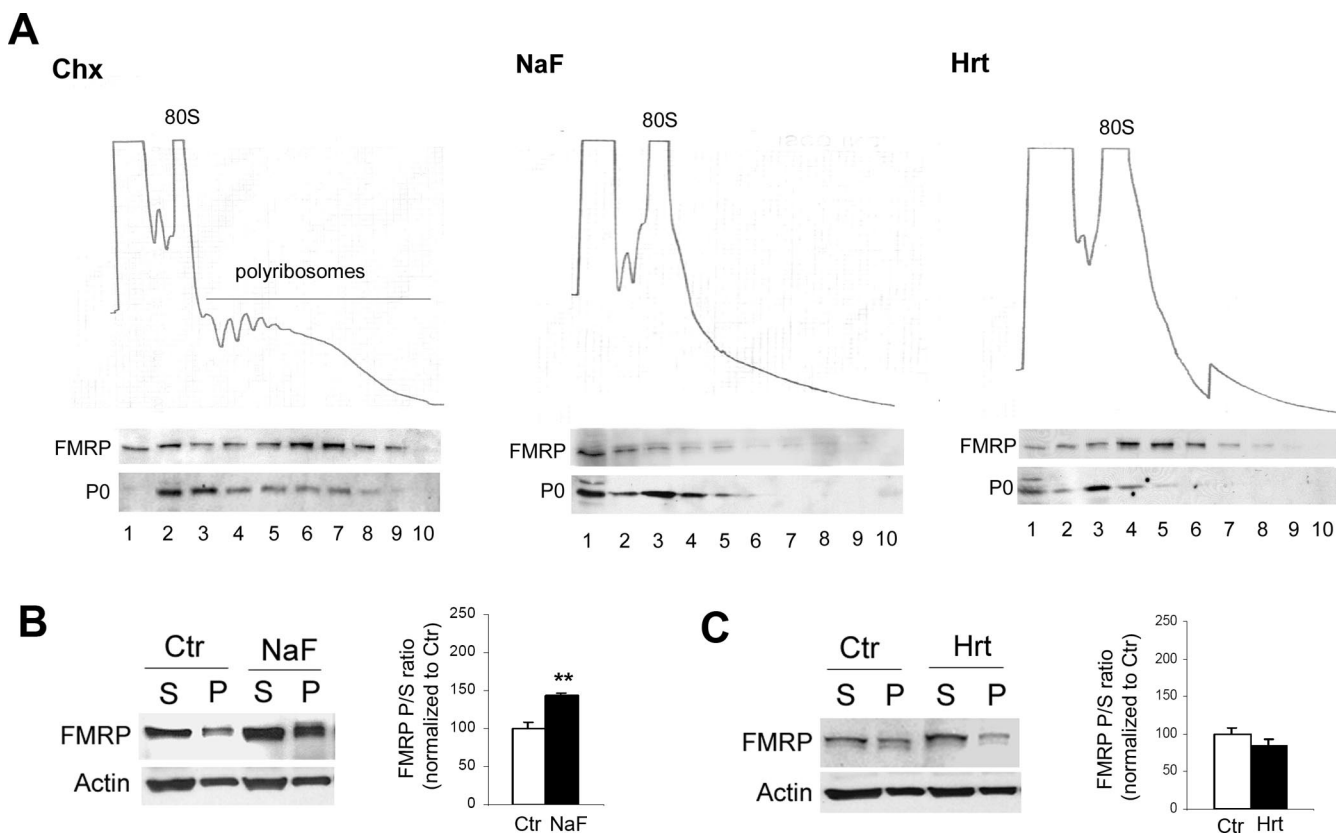 A
Chx
NaF
Hrt
80S
80S
80S
polyribosomes
FMRP
FMRP
FMRP
P0
P0
P0
1 2 3 4 5 6 7 8 9 10
1 2 3 4 5 6 7 8 9 10
1 2 3 4 5 6 7 8 9 10
B
Ctr NaF
S P S P
FMRP
Actin
FMRP P/S ratio
(normalized to Ctr)
250
200
150
100
50
0
**
Ctr NaF
C
Ctr Hrt
S P S P
FMRP
Actin
FMRP P/S ratio
(normalized to Ctr)
250
200
150
100
50
0
Ctr Hrt